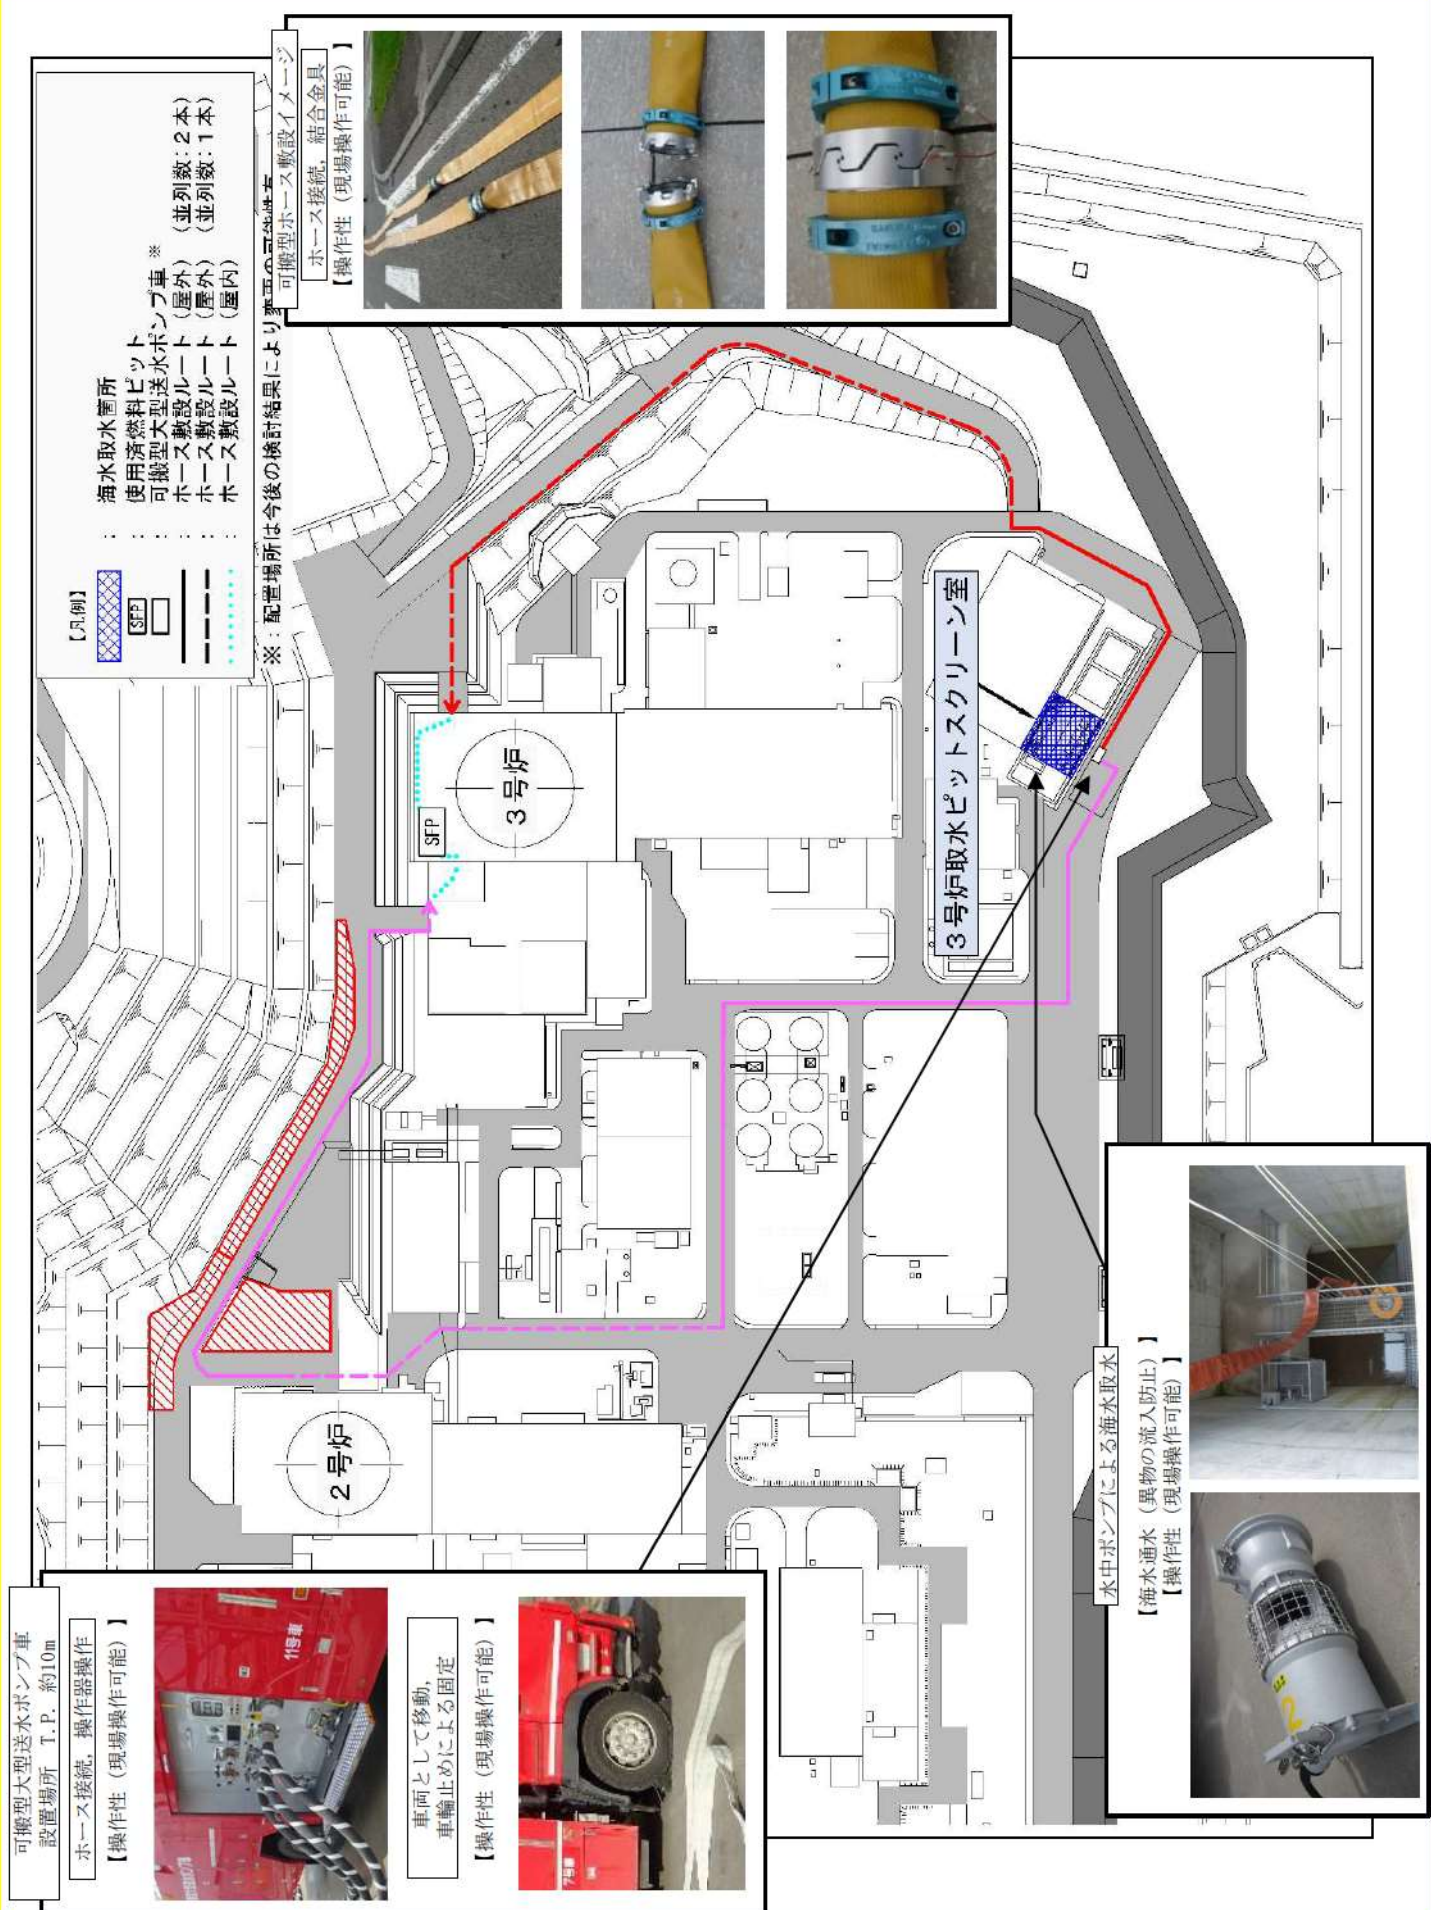 可搬型大型送水ポンプ車
設置場所 T.P. 約10m
ホース接続，操作器操作
【操作性（現場操作可能）】
11号車
車両として移動，
車輪止めによる固定
【操作性（現場操作可能）】
7号車
【凡例】
： 海水取水箇所
SFP ： 使用済燃料ピット
： 可搬型大型送水ポンプ車 ※
： ホース敷設ルート（屋外） （並列数：２本）
： ホース敷設ルート（屋外） （並列数：１本）
： ホース敷設ルート（屋内）
※：配置場所は今後の検討結果により変更の可能性有
可搬型ホース敷設イメージ
ホース接続，結合金具
【操作性（現場操作可能）】
SFP
３号炉
２号炉
３号炉取水ピットスクリーン室
水中ポンプによる海水取水
【海水通水（異物の流入防止）】
【操作性（現場操作可能）】
2